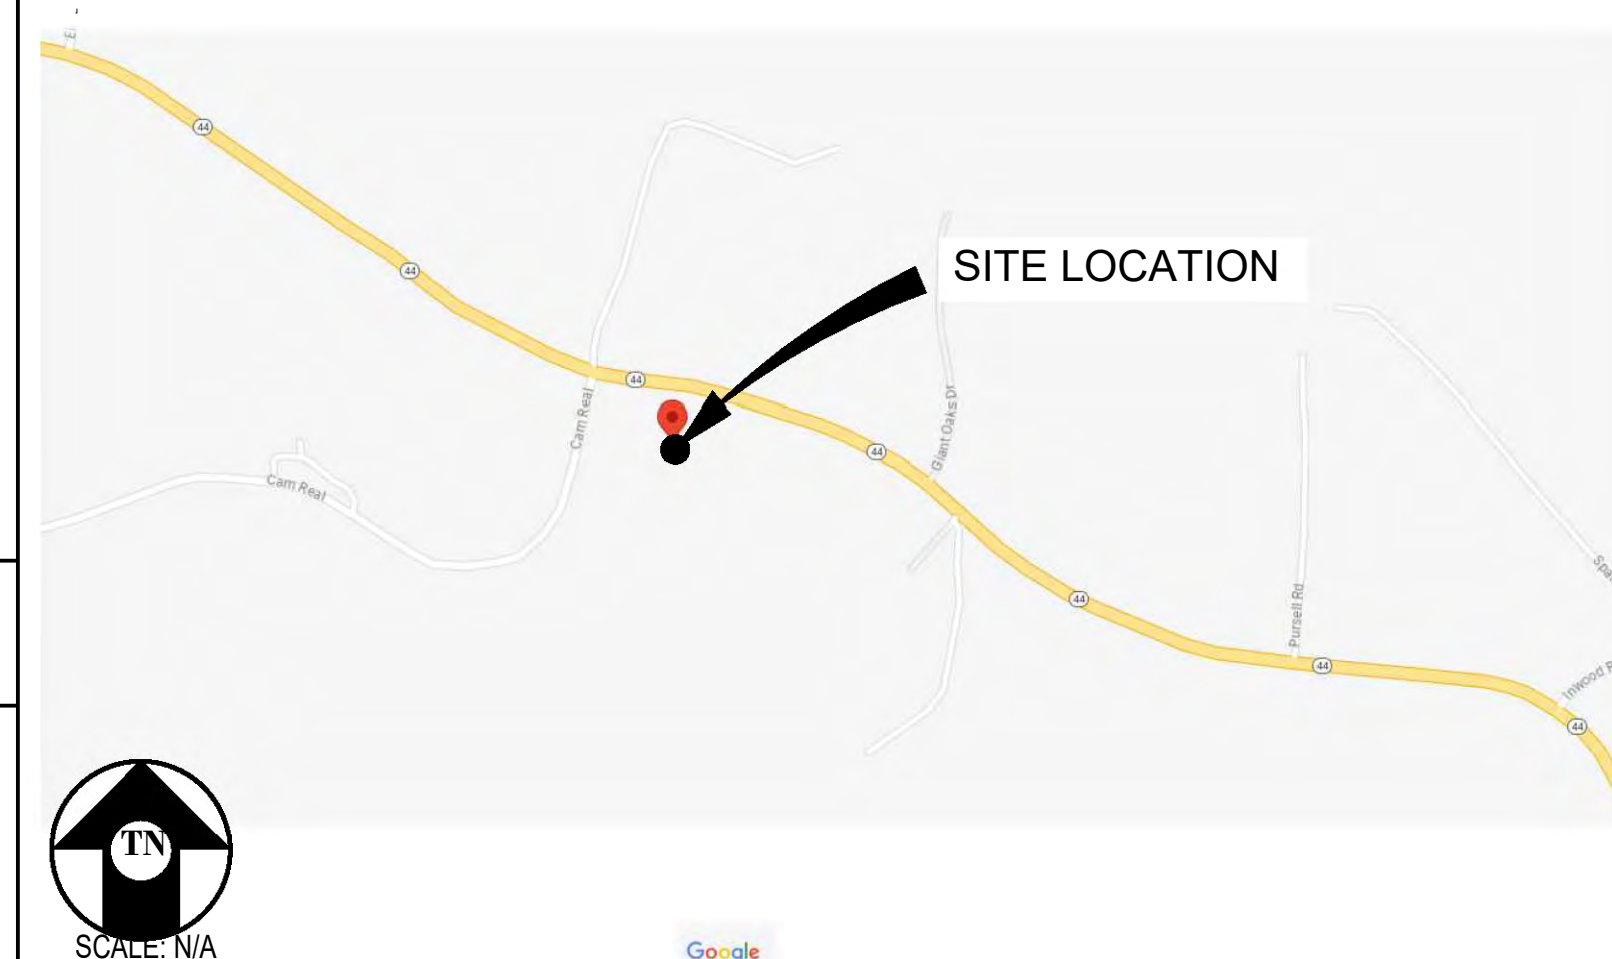 44
44
SITE LOCATION
44
Cam Real
Giant Oaks Dr
44
Cam Real
44
Pursell Rd
44
Inwood
44
TN
SCALE: N/A
Google